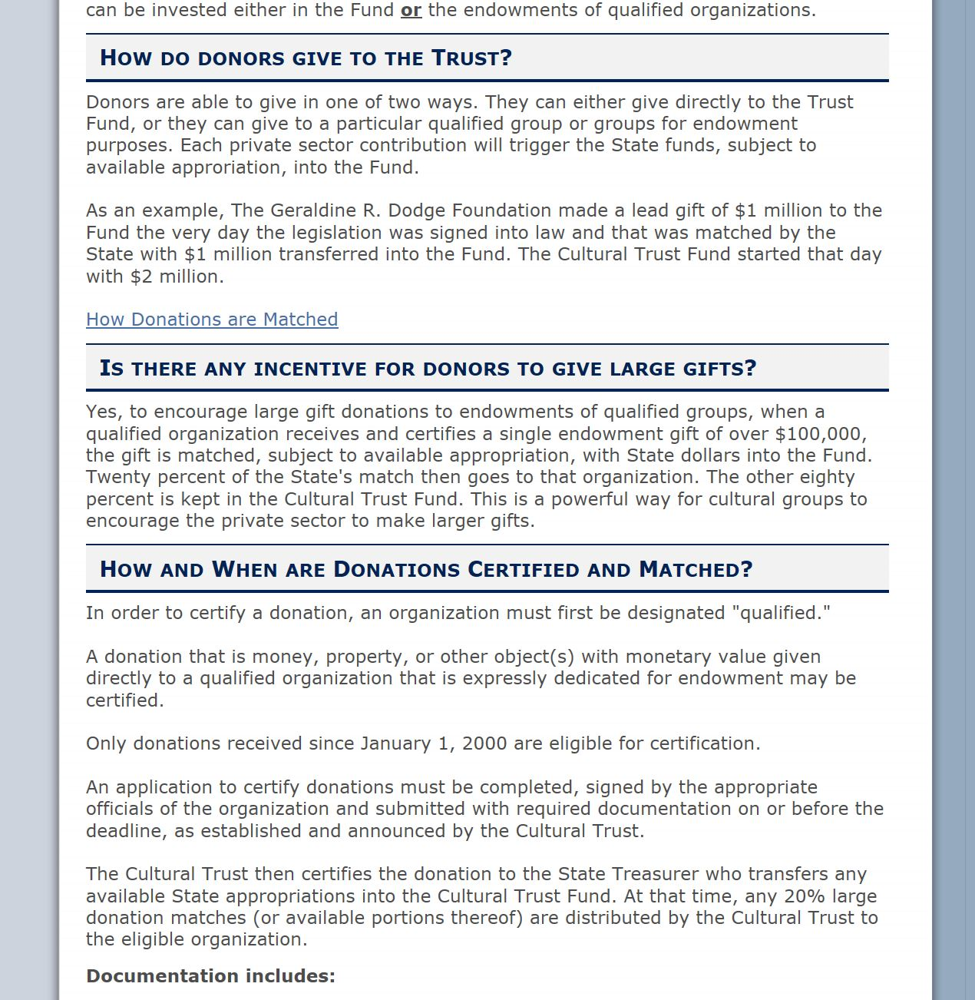 can be invested either in the Fund or the endowments of qualified organizations.
How do donors give to the Trust?
Donors are able to give in one of two ways. They can either give directly to the Trust
Fund, or they can give to a particular qualified group or groups for endowment
purposes. Each private sector contribution will trigger the State funds, subject to
available approriation, into the Fund.
As an example, The Geraldine R. Dodge Foundation made a lead gift of $1 million to the
Fund the very day the legislation was signed into law and that was matched by the
State with $1 million transferred into the Fund. The Cultural Trust Fund started that day
with $2 million.
How Donations are Matched
Is there any incentive for donors to give large gifts?
Yes, to encourage large gift donations to endowments of qualified groups, when a
qualified organization receives and certifies a single endowment gift of over $100,000,
the gift is matched, subject to available appropriation, with State dollars into the Fund.
Twenty percent of the State's match then goes to that organization. The other eighty
percent is kept in the Cultural Trust Fund. This is a powerful way for cultural groups to
encourage the private sector to make larger gifts.
How and When are Donations Certified and Matched?
In order to certify a donation, an organization must first be designated "qualified."
A donation that is money, property, or other object(s) with monetary value given
directly to a qualified organization that is expressly dedicated for endowment may be
certified.
Only donations received since January 1, 2000 are eligible for certification.
An application to certify donations must be completed, signed by the appropriate
officials of the organization and submitted with required documentation on or before the
deadline, as established and announced by the Cultural Trust.
The Cultural Trust then certifies the donation to the State Treasurer who transfers any
available State appropriations into the Cultural Trust Fund. At that time, any 20% large
donation matches (or available portions thereof) are distributed by the Cultural Trust to
the eligible organization.
Documentation includes: